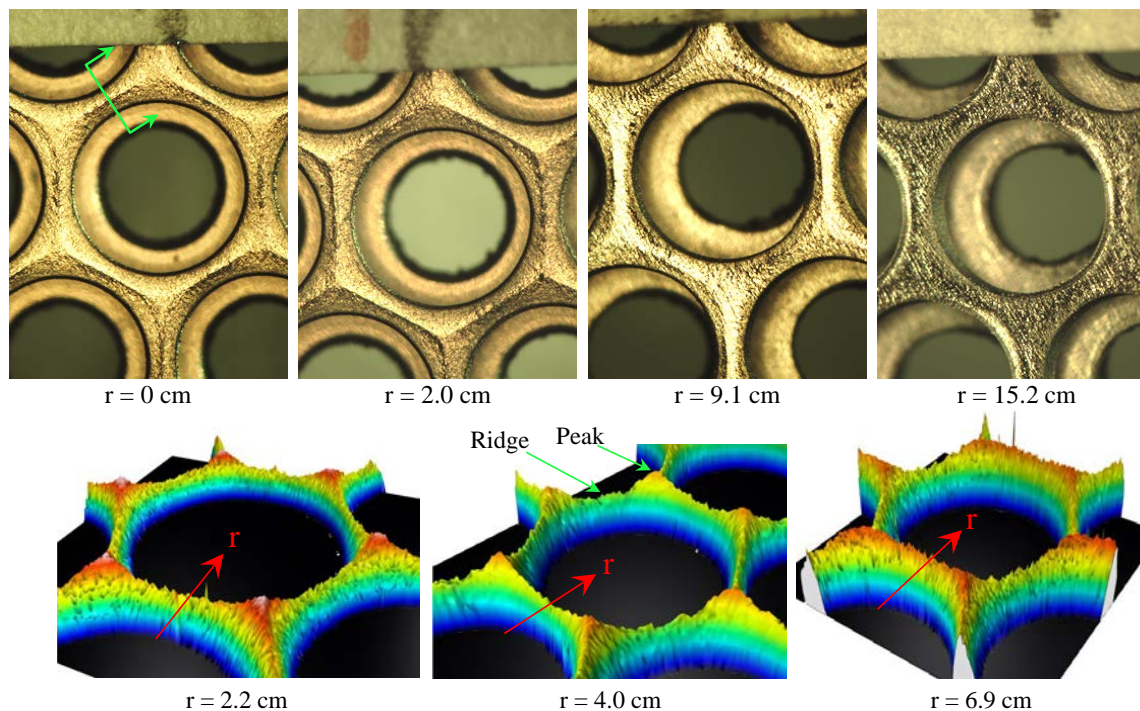 r = 0 cm
r = 2.0 cm
r = 9.1 cm
r = 15.2 cm
Ridge
Peak
r
r
r
r = 2.2 cm
r = 4.0 cm
r = 6.9 cm